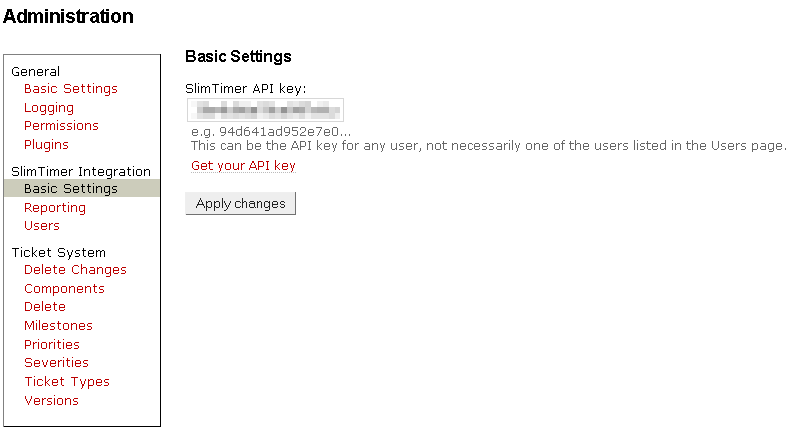 Administration
General
Basic Settings
Logging
Permissions
Plugins
SlimTimer Integration
Basic Settings
Reporting
Users
Ticket System
Delete Changes
Components
Delete
Milestones
Priorities
Severities
Ticket Types
Versions
Basic Settings
SlimTimer API key:
e.g. 94d641ad952e7e0...
This can be the API key for any user, not necessarily one of the users listed in the Users page.
Get your API key
Apply changes